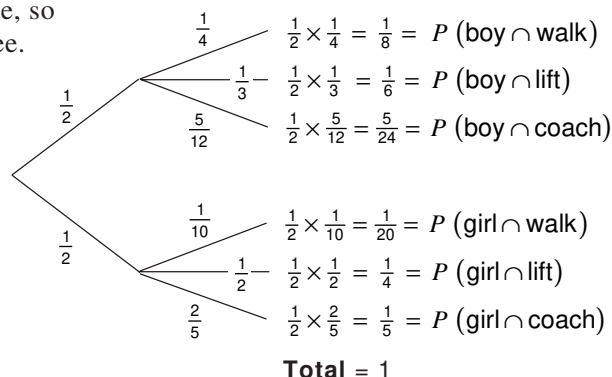 e, so
ee.
1/4 1/2 × 1/4 = 1/8 = P (boy ∩ walk)
1/2 1/3 1/2 × 1/3 = 1/6 = P (boy ∩ lift)
5/12 1/2 × 5/12 = 5/24 = P (boy ∩ coach)
1/10 1/2 × 1/10 = 1/20 = P (girl ∩ walk)
1/2 1/2 1/2 × 1/2 = 1/4 = P (girl ∩ lift)
2/5 1/2 × 2/5 = 1/5 = P (girl ∩ coach)
Total = 1